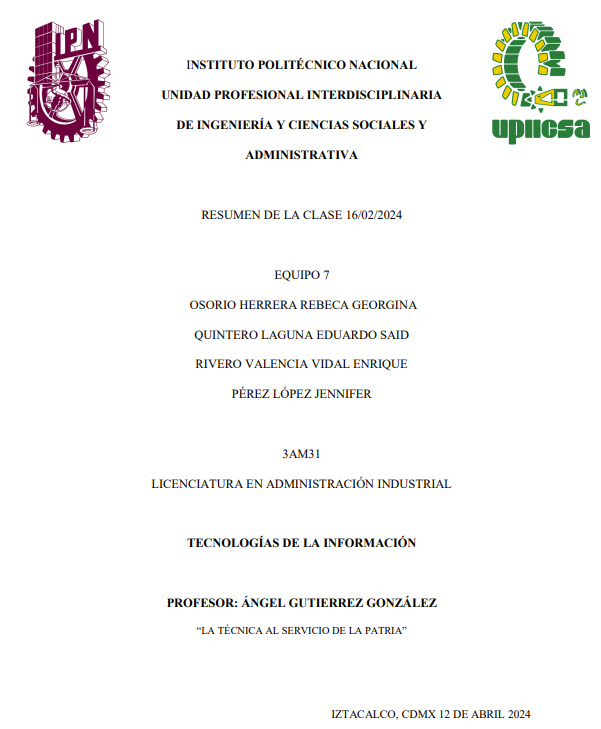 IPN
INSTITUTO POLITÉCNICO NACIONAL
UNIDAD PROFESIONAL INTERDISCIPLINARIA
DE INGENIERÍA Y CIENCIAS SOCIALES Y
ADMINISTRATIVA
upiicsa
RESUMEN DE LA CLASE 16/02/2024
EQUIPO 7
OSORIO HERRERA REBECA GEORGINA
QUINTERO LAGUNA EDUARDO SAID
RIVERO VALENCIA VIDAL ENRIQUE
PÉREZ LÓPEZ JENNIFER
3AM31
LICENCIATURA EN ADMINISTRACIÓN INDUSTRIAL
TECNOLOGÍAS DE LA INFORMACIÓN
PROFESOR: ÁNGEL GUTIERREZ GONZÁLEZ
“LA TÉCNICA AL SERVICIO DE LA PATRIA”
IZTACALCO, CDMX 12 DE ABRIL 2024